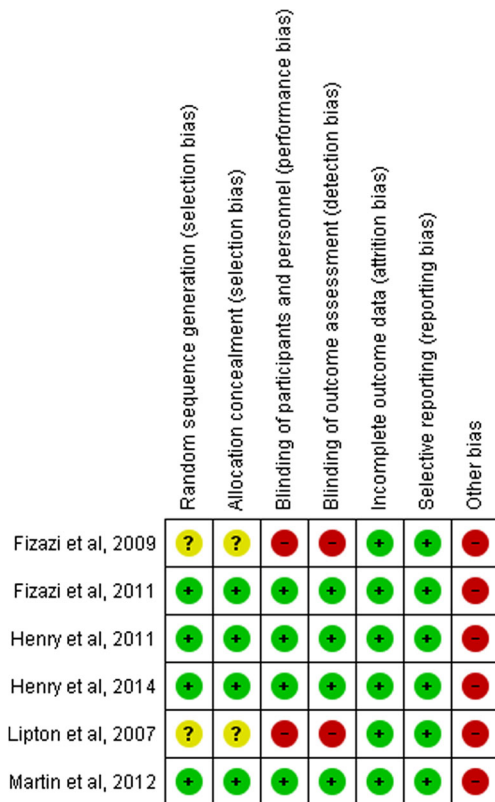 Random sequence generation (selection bias)
Allocation concealment (selection bias)
Blinding of participants and personnel (performance bias)
Blinding of outcome assessment (detection bias)
Incomplete outcome data (attrition bias)
Selective reporting (reporting bias)
Other bias
Fizazi et al, 2009 ? ? - - + + -
Fizazi et al, 2011 + + + + + + -
Henry et al, 2011 + + + + + + -
Henry et al, 2014 + + + + + + -
Lipton et al, 2007 ? ? - - + + -
Martin et al, 2012 + + + + + + -